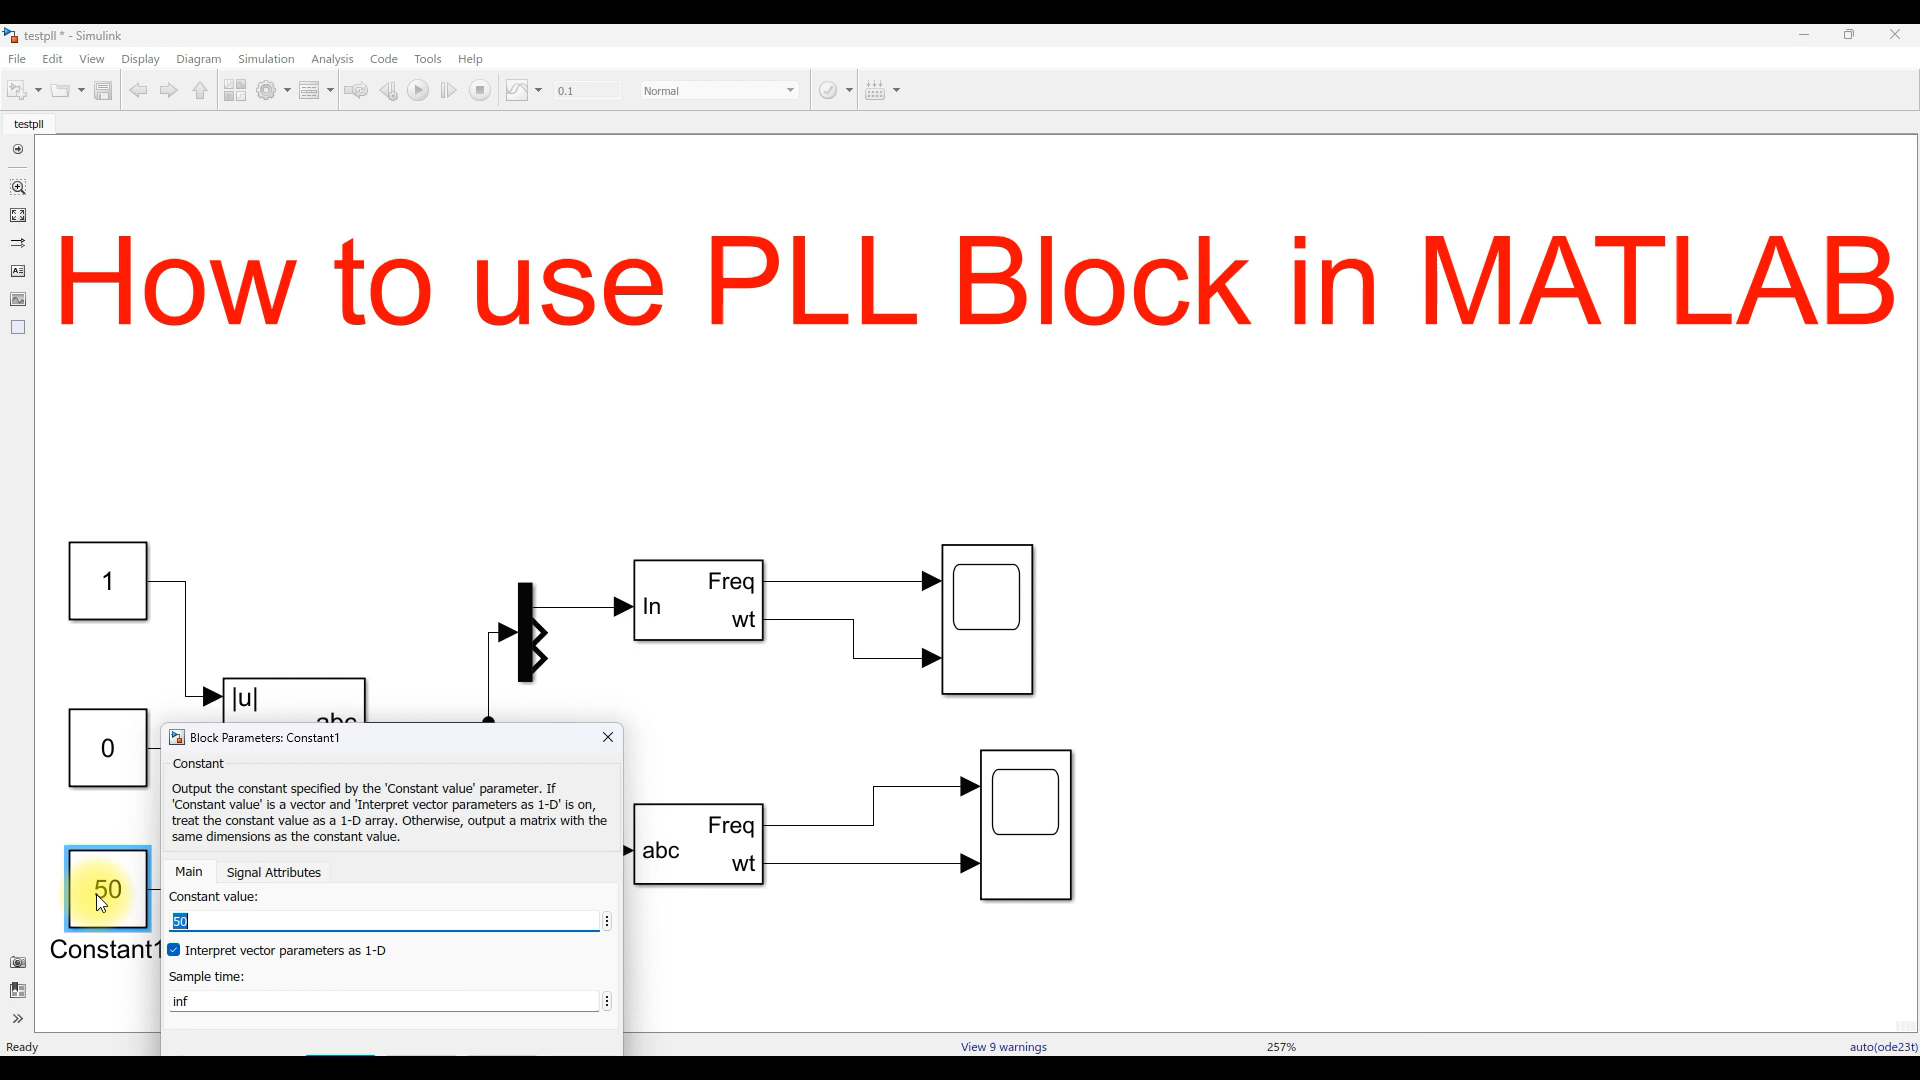 testpll * - Simulink
File Edit View Display Diagram Simulation Analysis Code Tools Help
0.1 Normal
testpll
How to use PLL Block in MATLAB
1
Freq
In
wt
|u|
abc
0
Block Parameters: Constant1
Constant
Output the constant specified by the 'Constant value' parameter. If
'Constant value' is a vector and 'Interpret vector parameters as 1-D' is on,
treat the constant value as a 1-D array. Otherwise, output a matrix with the
same dimensions as the constant value.
Freq
abc
wt
Main Signal Attributes
50
Constant value:
50
Constant1
Interpret vector parameters as 1-D
Sample time:
inf
Ready View 9 warnings 257% auto(ode23t)